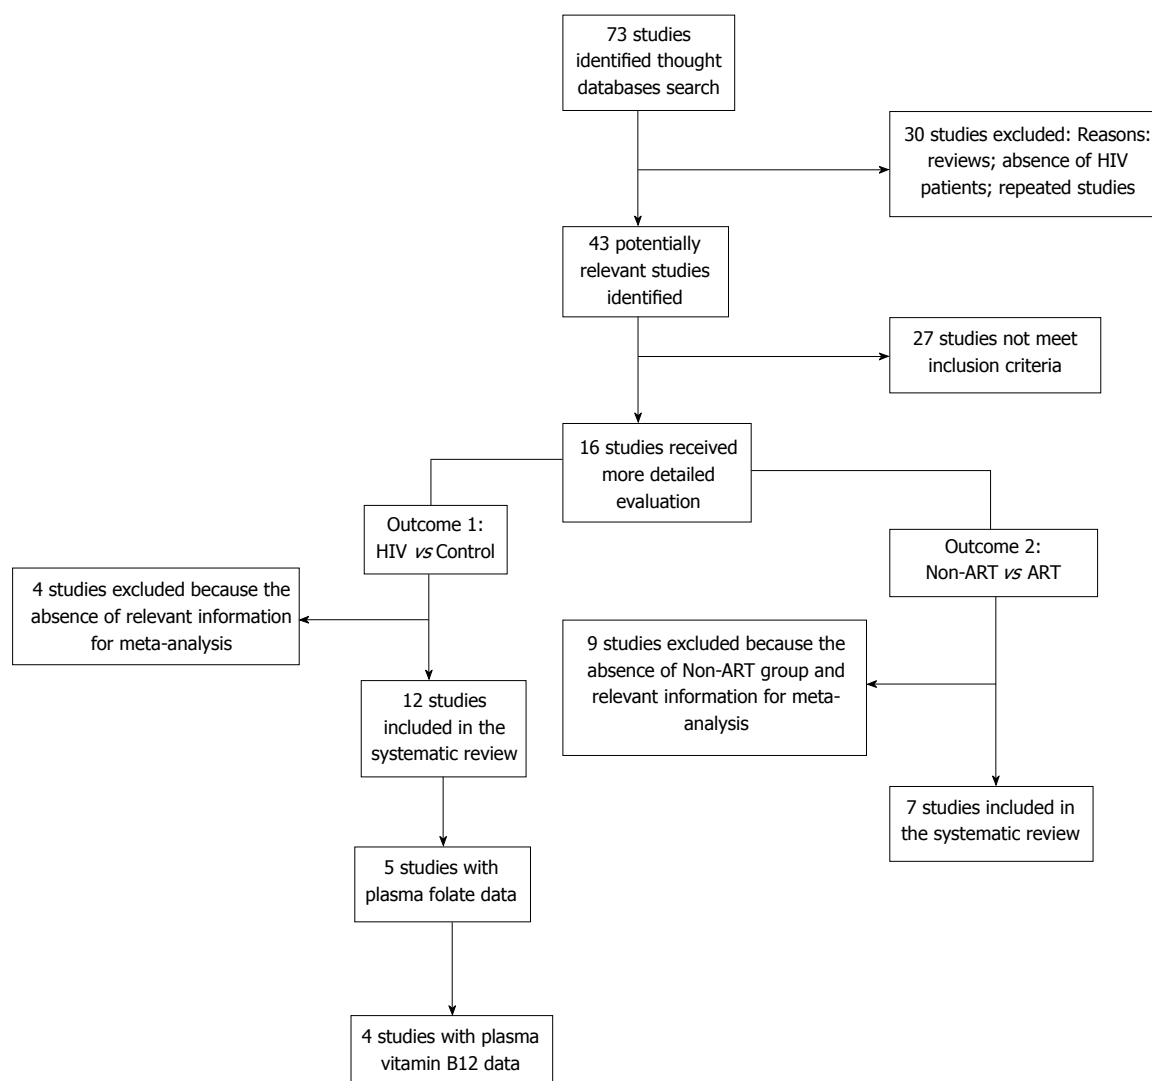 73 studies
identified thought
databases search
30 studies excluded: Reasons:
reviews; absence of HIV
patients; repeated studies
43 potentially
relevant studies
identified
27 studies not meet
inclusion criteria
16 studies received
more detailed
evaluation
Outcome 1:
HIV vs Control
Outcome 2:
Non-ART vs ART
4 studies excluded because the
absence of relevant information
for meta-analysis
9 studies excluded because the
absence of Non-ART group and
relevant information for meta-
analysis
12 studies
included in the
systematic review
7 studies included in
the systematic review
5 studies with
plasma folate data
4 studies with plasma
vitamin B12 data